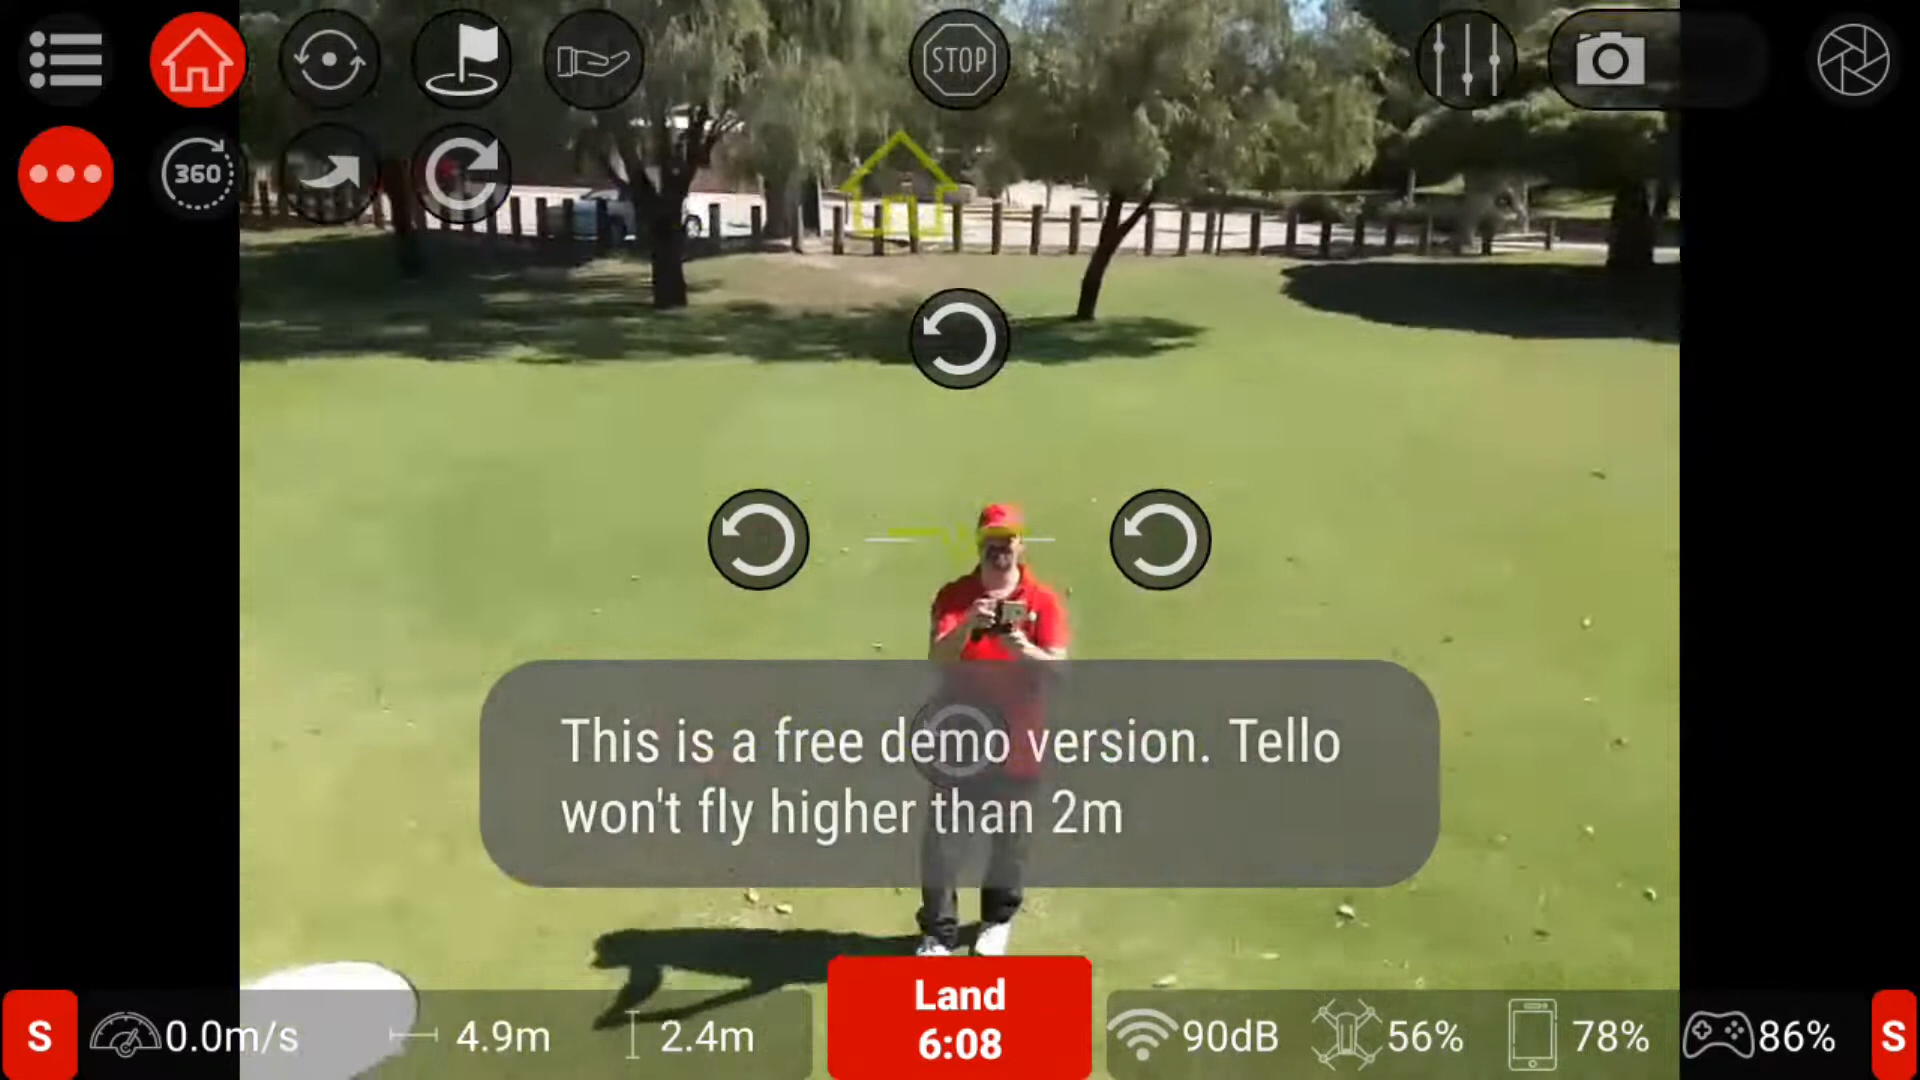 STOP
360
This is a free demo version. Tello
won't fly higher than 2m
Land
6:08
S
0.0m/s
4.9m
2.4m
90dB
56%
78%
86%
S